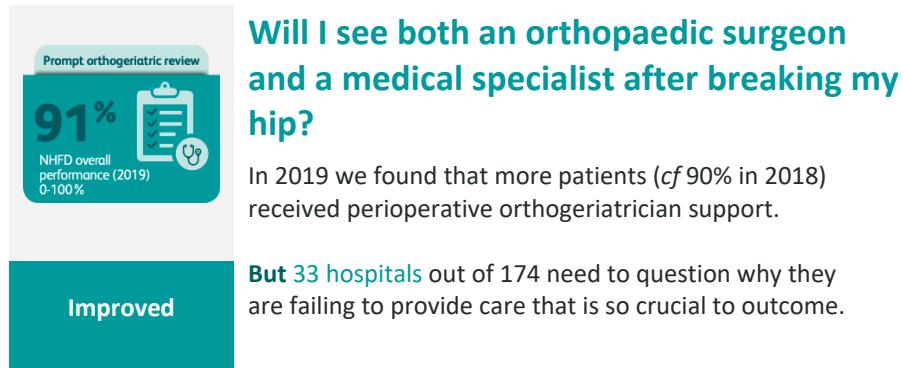 Prompt orthogeriatric review
91%
NHFD overall
performance (2019)
0-100%
Improved
Will I see both an orthopaedic surgeon
and a medical specialist after breaking my
hip?
In 2019 we found that more patients (cf 90% in 2018)
received perioperative orthogeriatrician support.
But 33 hospitals out of 174 need to question why they
are failing to provide care that is so crucial to outcome.